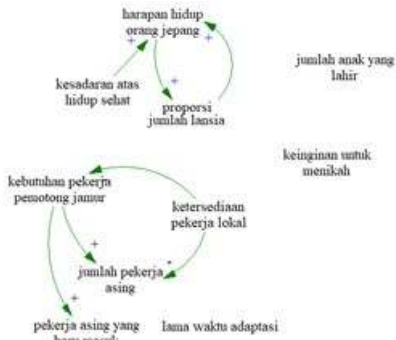 harapan hidup
orang jepang
jumlah anak yang
lahir
kesadaran atas
hidup sehat
proporsi
jumlah lansia
keinginan untuk
menikah
kebutuhan pekerja
pemotong jamur
ketersediaan
pekerja lokal
jumlah pekerja
asing
pekerja asing yang
lama waktu adaptasi